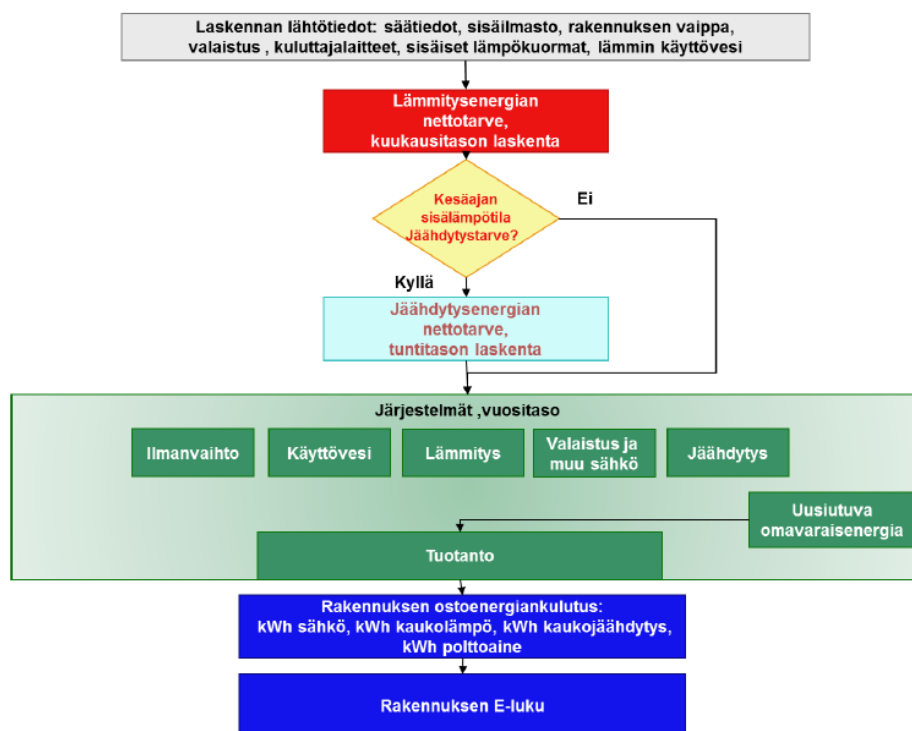 Laskennan lähtötiedot: säätiedot, sisäilmasto, rakennuksen vaippa,
valaistus , kuluttajalaitteet, sisäiset lämpökuormat, lämmin käyttövesi
Lämmitysenergian
nettotarve,
kuukausitason laskenta
Kesäajan
sisälämpötila
Jäähdytystarve?
Ei
Kyllä
Jäähdytysenergian
nettotarve,
tuntitason laskenta
Järjestelmät ,vuositaso
Ilmanvaihto
Käyttövesi
Lämmitys
Valaistus ja
muu sähkö
Jäähdytys
Uusiutuva
omavaraisenergia
Tuotanto
Rakennuksen ostoenergiankulutus:
kWh sähkö, kWh kaukolämpö, kWh kaukojäähdytys,
kWh polttoaine
Rakennuksen E-luku